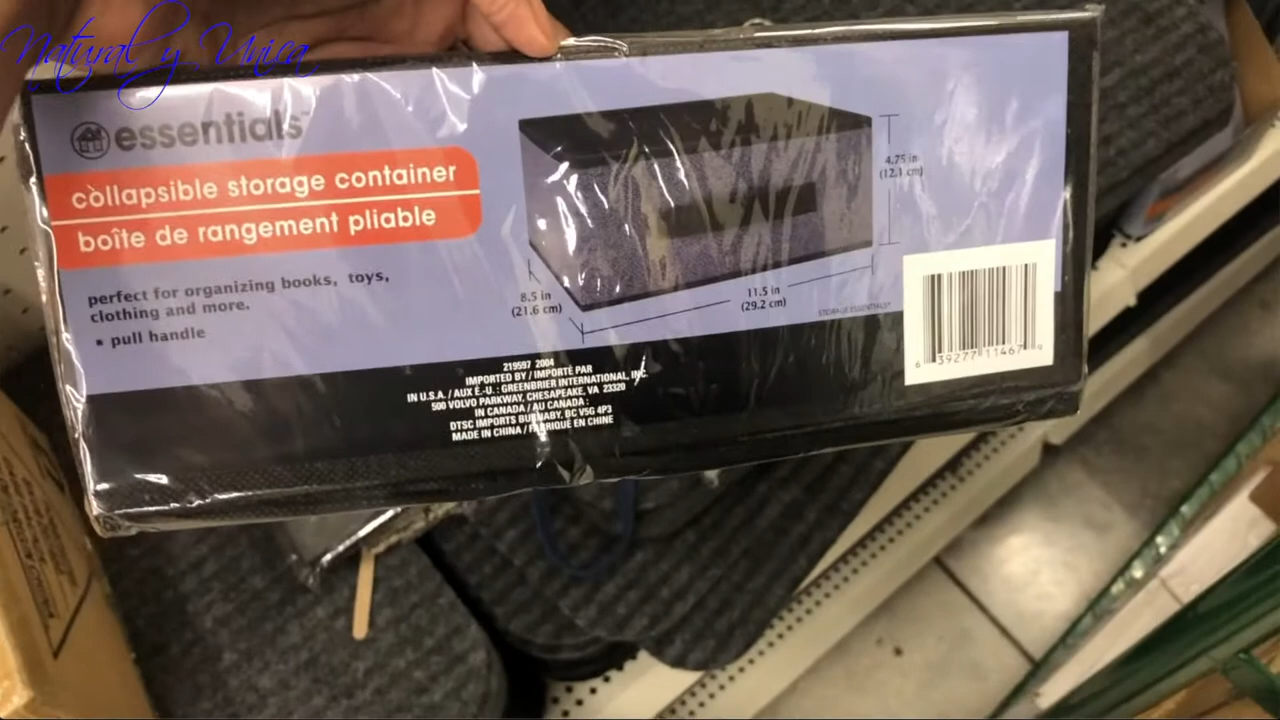 Natural y Unica
essentials™
collapsible storage container
boîte de rangement pliable
perfect for organizing books, toys,
clothing and more.
▪ pull handle
4.75 in
(12.1 cm)
8.5 in
(21.6 cm)
11.5 in
(29.2 cm)
STORAGE ESSENTIALS
219597 2004
IMPORTED BY / IMPORTÉ PAR
IN U.S.A. / AUX É.-U. : GREENBRIER INTERNATIONAL, INC.
500 VOLVO PARKWAY, CHESAPEAKE, VA 23320
IN CANADA / AU CANADA :
DTSC IMPORTS BURNABY, BC V5G 4P3
MADE IN CHINA / FABRIQUÉ EN CHINE
6 39277 11467 9